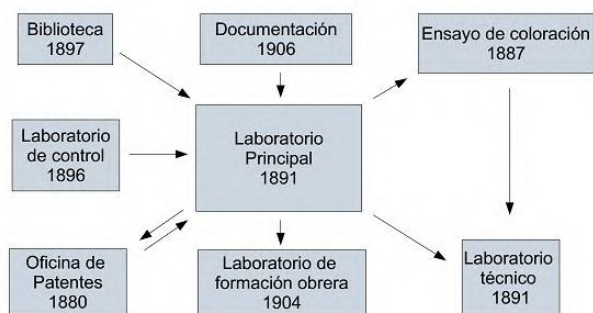 Biblioteca
1897
Documentación
1906
Ensayo de coloración
1887
Laboratorio
de control
1896
Laboratorio
Principal
1891
Oficina de
Patentes
1880
Laboratorio de
formación obrera
1904
Laboratorio
técnico
1891